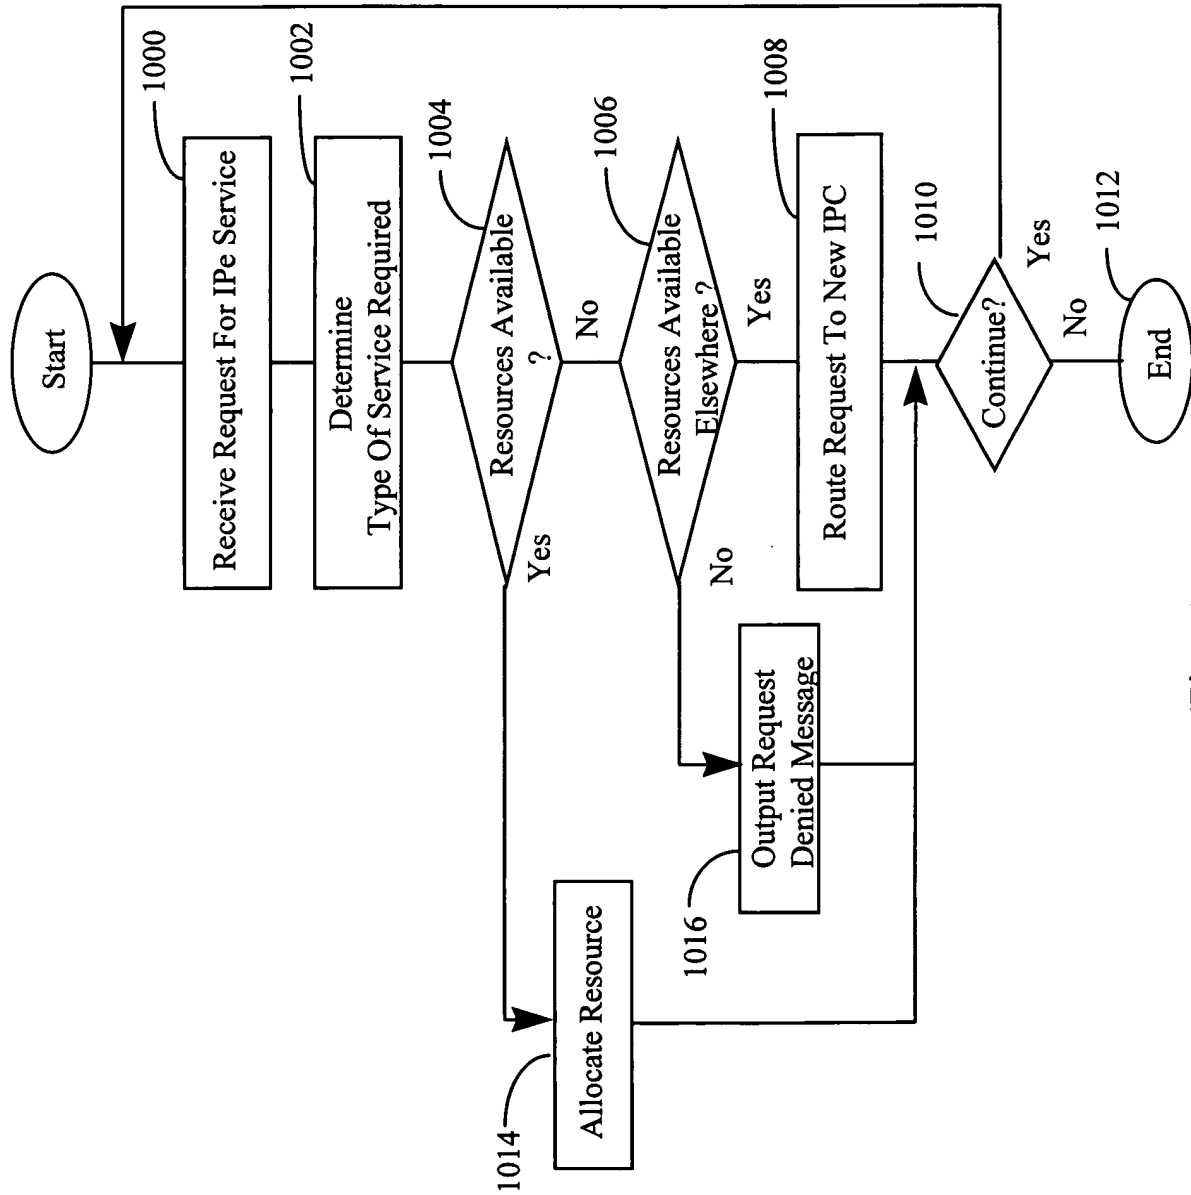 Start
1000
Receive Request For IPe Service
1002
Determine
Type Of Service Required
1004
Resources Available
?
Yes
No
1006
Resources Available
Elsewhere ?
No
Yes
1014
Allocate Resource
1016
Output Request
Denied Message
1008
Route Request To New IPC
1010
Continue?
Yes
No
1012
End